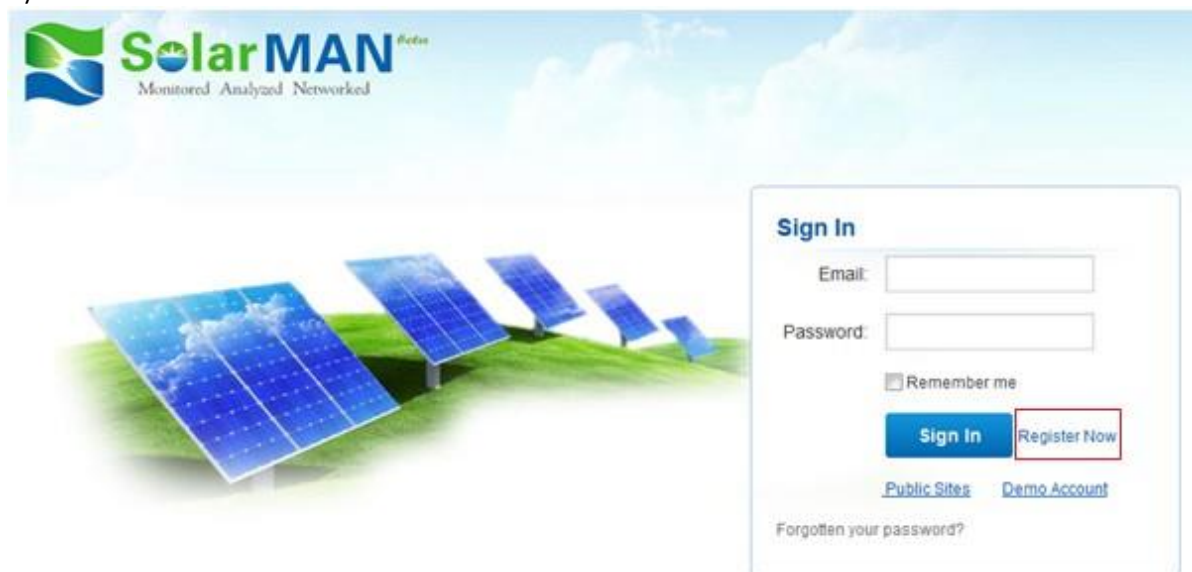 SolarMAN Beta
Monitored Analyzed Networked
Sign In
Email:
Password:
Remember me
Sign In Register Now
Public Sites Demo Account
Forgotten your password?